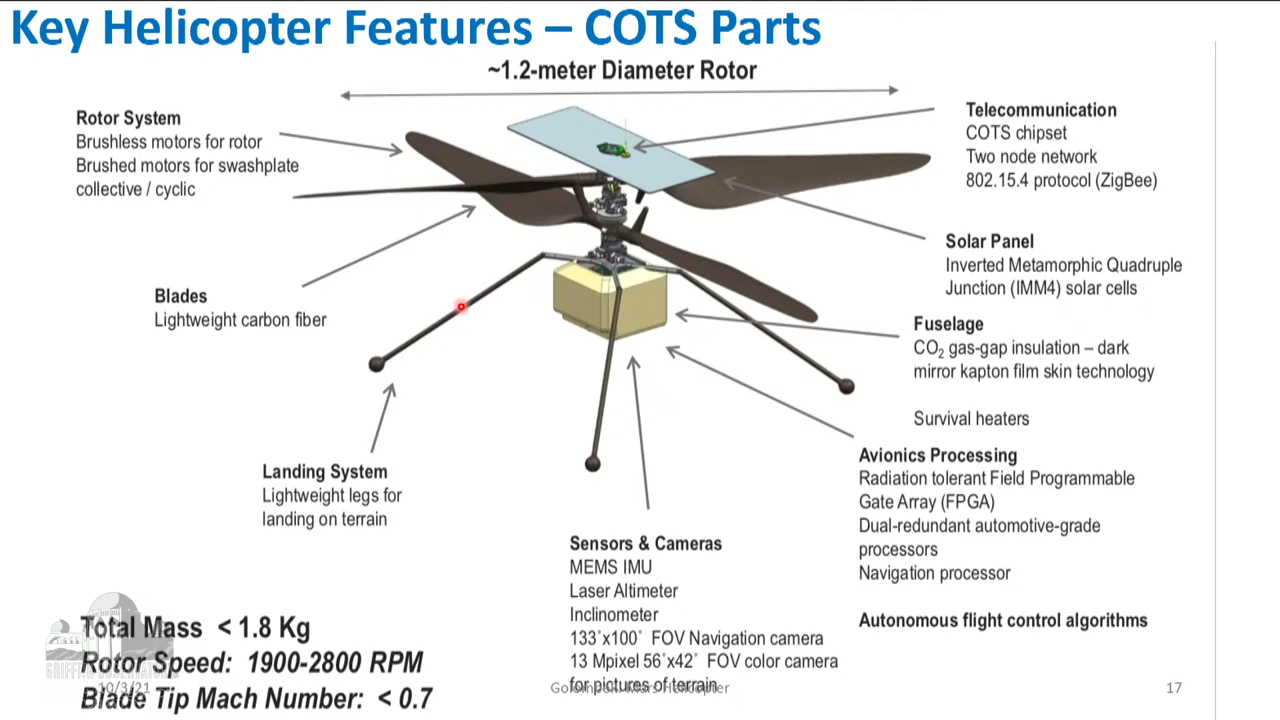 Key Helicopter Features – COTS Parts
~1.2-meter Diameter Rotor
Rotor System
Brushless motors for rotor
Brushed motors for swashplate
collective / cyclic
Telecommunication
COTS chipset
Two node network
802.15.4 protocol (ZigBee)
Solar Panel
Inverted Metamorphic Quadruple
Junction (IMM4) solar cells
Blades
Lightweight carbon fiber
Fuselage
CO2 gas-gap insulation – dark
mirror kapton film skin technology
Survival heaters
Landing System
Lightweight legs for
landing on terrain
Avionics Processing
Radiation tolerant Field Programmable
Gate Array (FPGA)
Dual-redundant automotive-grade
processors
Navigation processor
Autonomous flight control algorithms
Sensors & Cameras
MEMS IMU
Laser Altimeter
Inclinometer
133°x100° FOV Navigation camera
13 Mpixel 56°x42° FOV color camera
for pictures of terrain
Total Mass < 1.8 Kg
Rotor Speed: 1900-2800 RPM
Blade Tip Mach Number: < 0.7
GRIFFITH OBSERVATORY
10/3/21
Helicopter
17